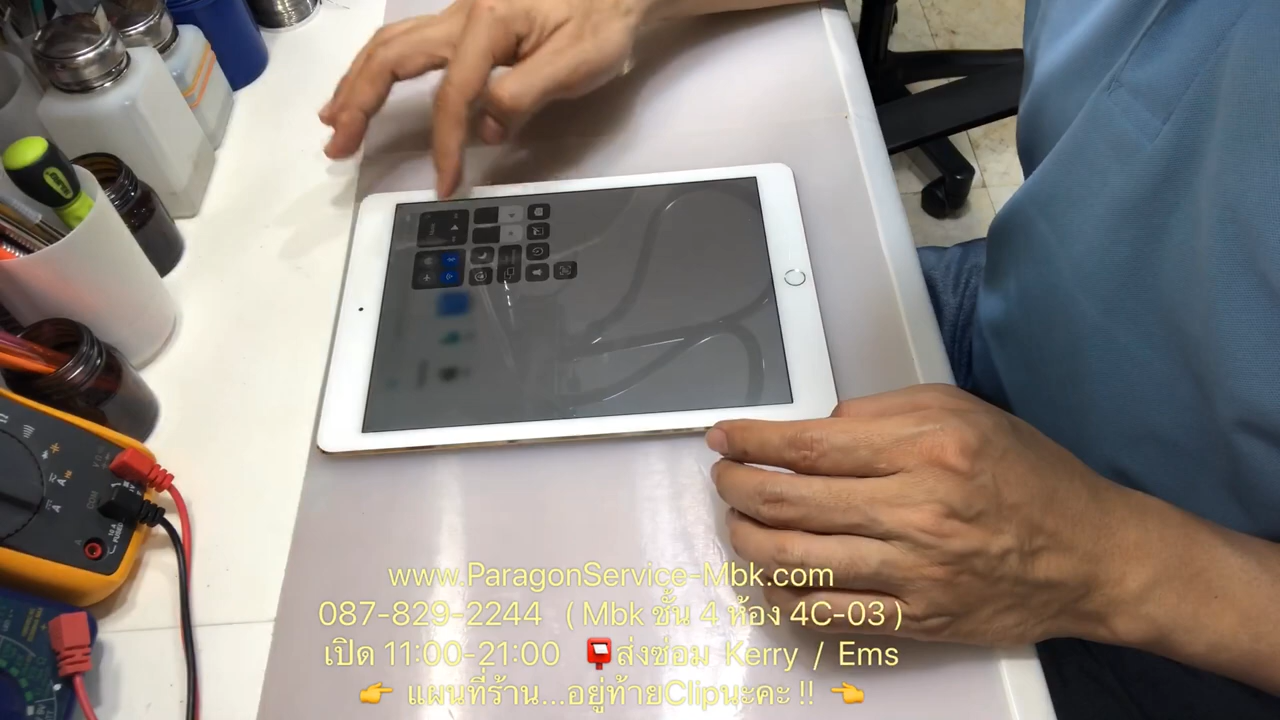 www.ParagonService-Mbk.com
087-829-2244 ( Mbk ชั้น 4 ห้อง 4C-03 )
เปิด 11:00-21:00 📮ส่งซ่อม Kerry / Ems
👉 แผนที่ร้าน...อยู่ท้ายClipนะคะ !! 👈
COM